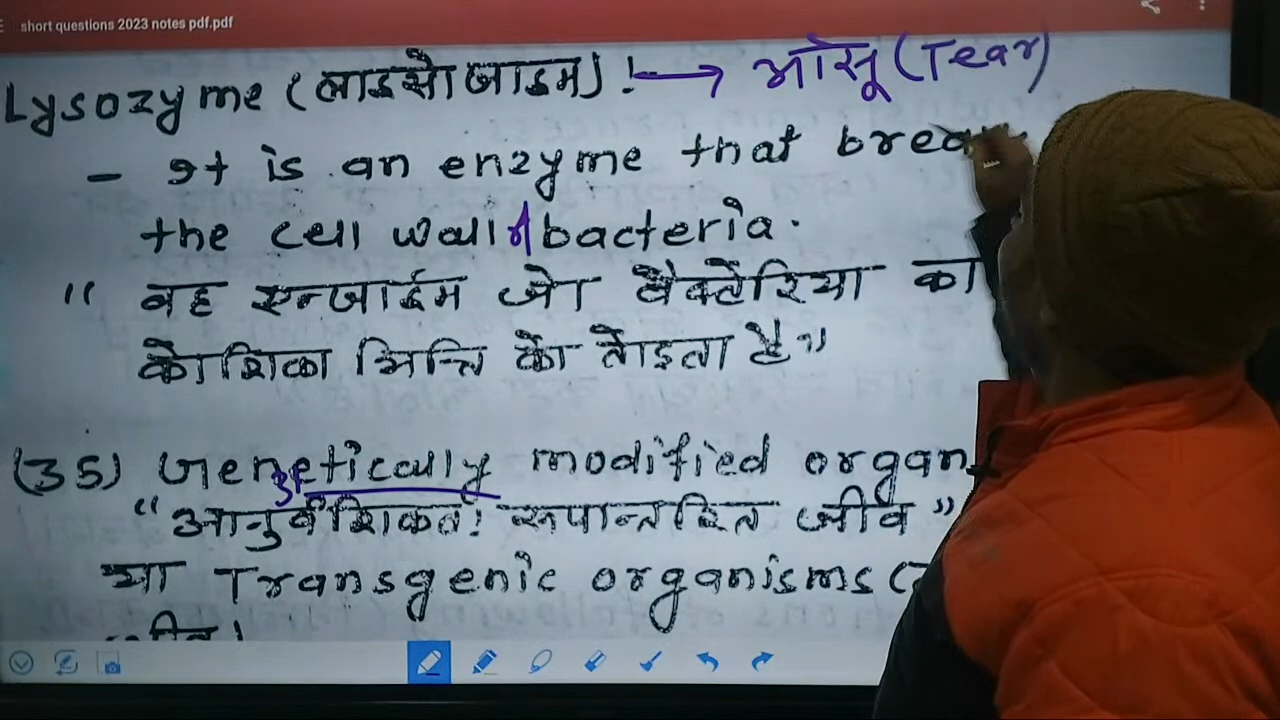 short questions 2023 notes pdf.pdf
Lysozyme (लाइसोजाइम) ! → आँसू (Tear)
- It is an enzyme that brea
the cell wall of bacteria.
" वह एन्जाईम जो बैक्टेरिया का
कोशिका भित्ति को तोड़ता है"
(35) Genetically modified organ
"आनुवंशिकतः रूपान्तरित जीव"
या Transgenic organisms (